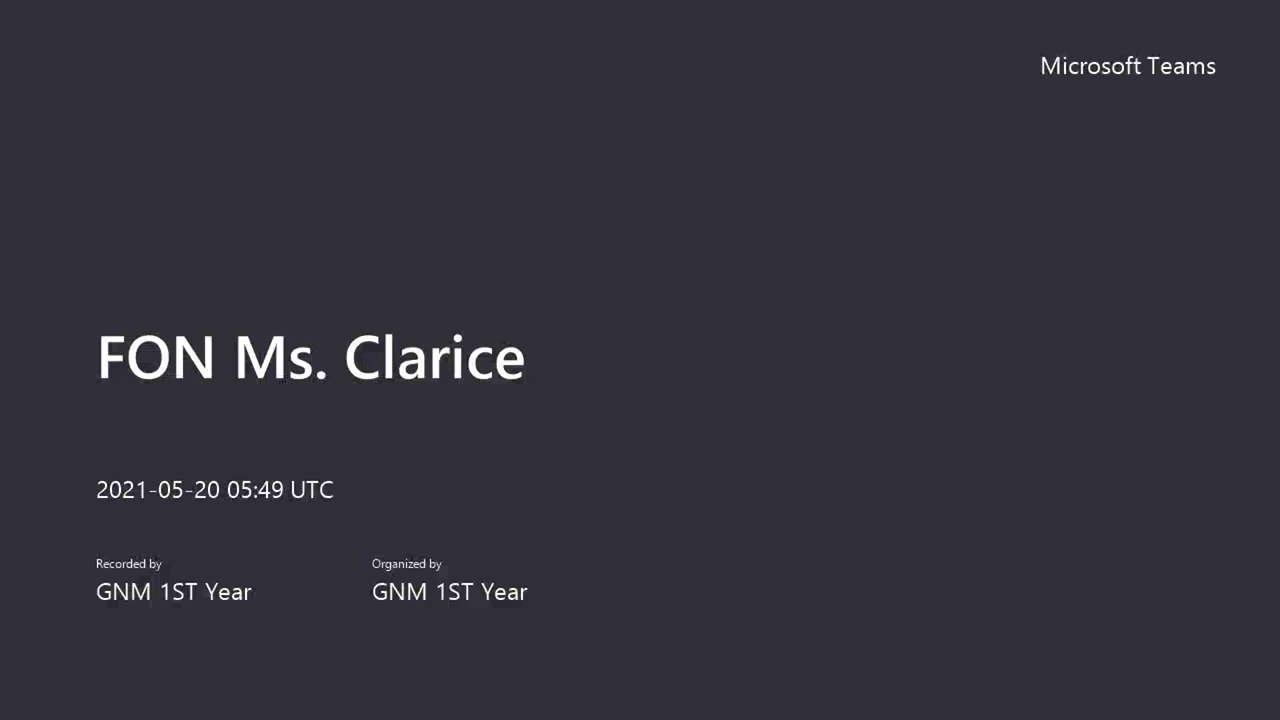 Microsoft Teams
FON Ms. Clarice
2021-05-20 05:49 UTC
Recorded by
GNM 1ST Year
Organized by
GNM 1ST Year